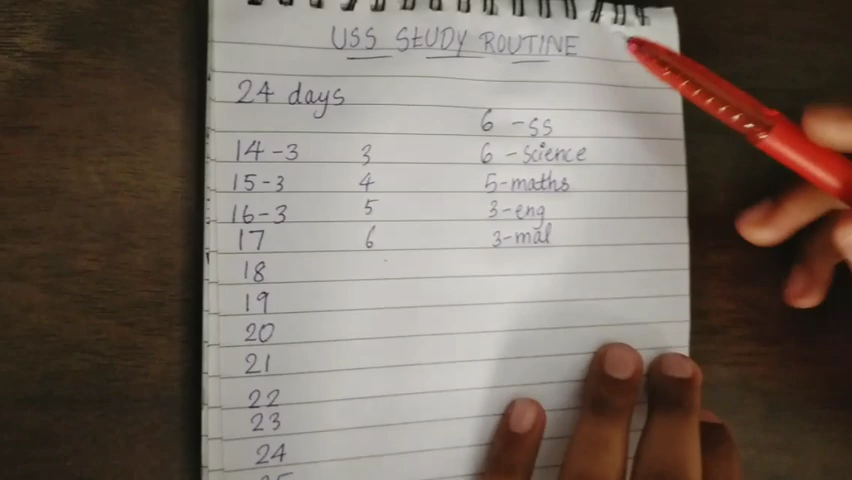 USS STUDY ROUTINE
24 days
6 - SS
14-3 3 6 - Science
15-3 4 5-maths
16-3 5 3-eng
17 6 3-mal
18
19
20
21
22
23
24
25